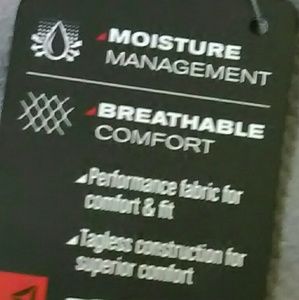 MOISTURE
MANAGEMENT
BREATHABLE
COMFORT
Performance fabric for
comfort & fit
Tagless construction for
superior comfort